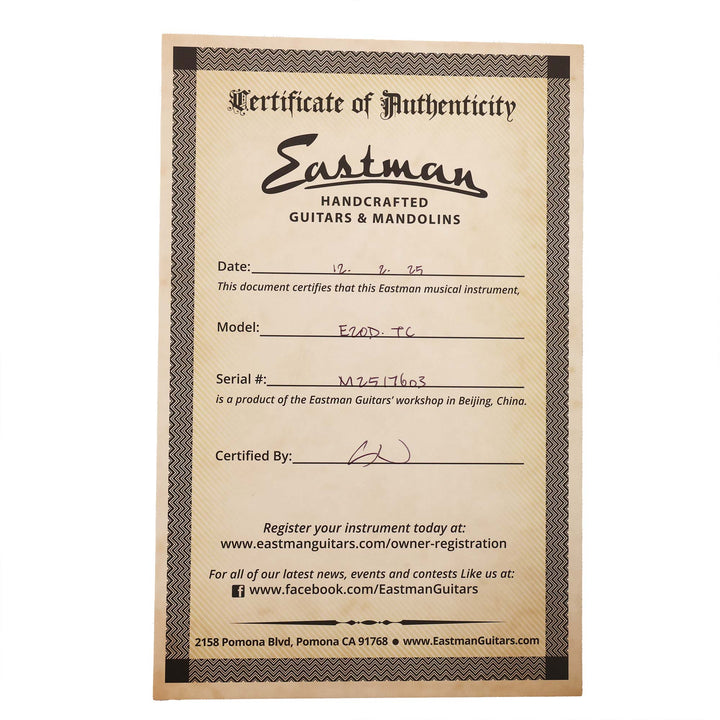 Certificate of Authenticity
Eastman
HANDCRAFTED
GUITARS & MANDOLINS
Date: 12. 2. 25
This document certifies that this Eastman musical instrument,
Model: E20D-TC
Serial #: M2517603
is a product of the Eastman Guitars' workshop in Beijing, China.
Certified By:
Register your instrument today at:
www.eastmanguitars.com/owner-registration
For all of our latest news, events and contests Like us at:
f www.facebook.com/EastmanGuitars
2158 Pomona Blvd, Pomona CA 91768 ● www.EastmanGuitars.com